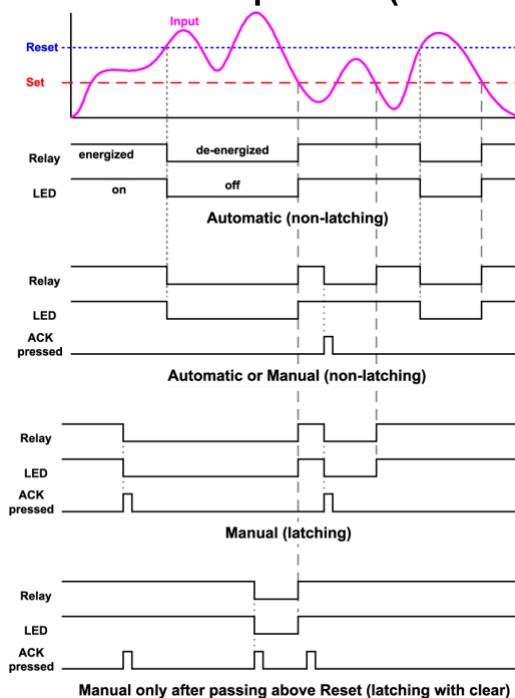 Input
Reset
Set
Relay energized de-energized
LED on off
Automatic (non-latching)
Relay
LED
ACK
pressed
Automatic or Manual (non-latching)
Relay
LED
ACK
pressed
Manual (latching)
Relay
LED
ACK
pressed
Manual only after passing above Reset (latching with clear)